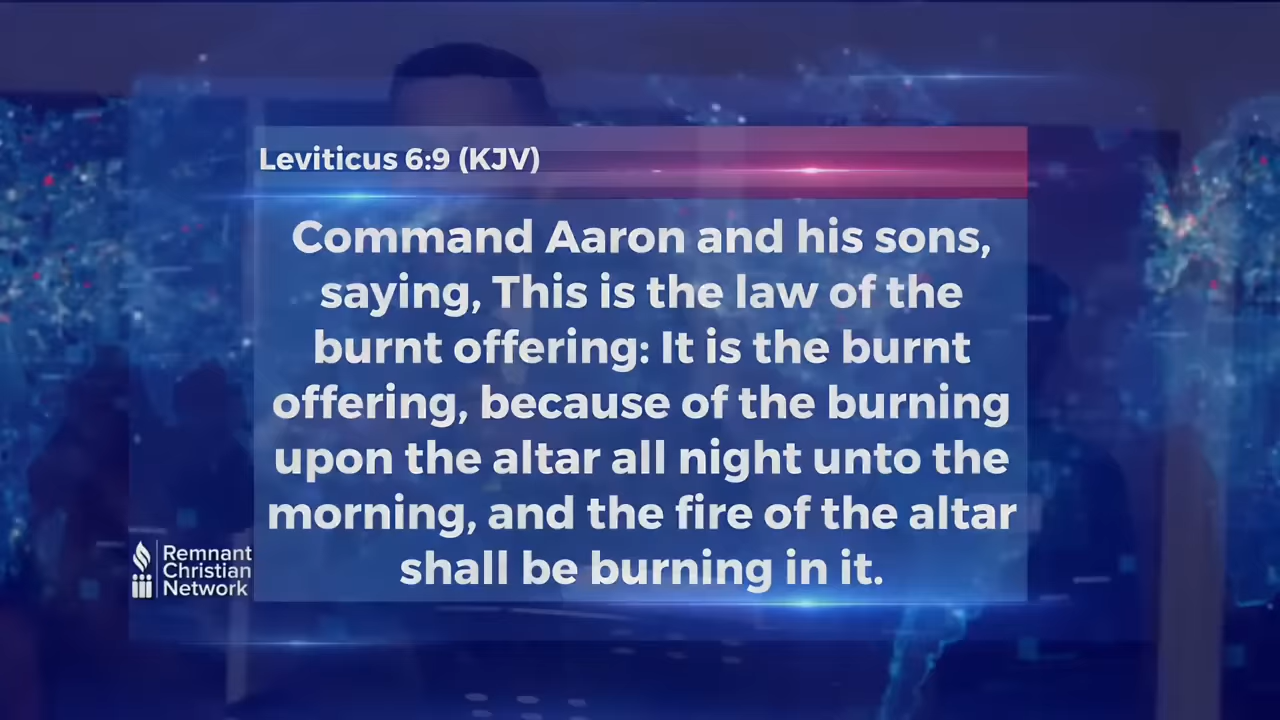 Leviticus 6:9 (KJV)
Command Aaron and his sons,
saying, This is the law of the
burnt offering: It is the burnt
offering, because of the burning
upon the altar all night unto the
morning, and the fire of the altar
shall be burning in it.
Remnant
Christian
Network